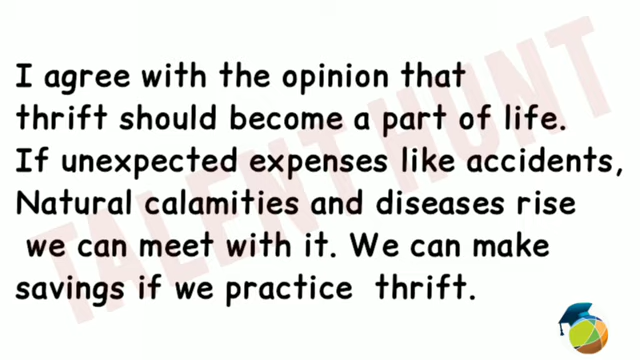 I agree with the opinion that
thrift should become a part of life.
If unexpected expenses like accidents,
Natural calamities and diseases rise
we can meet with it. We can make
savings if we practice thrift.
TALENT HUNT